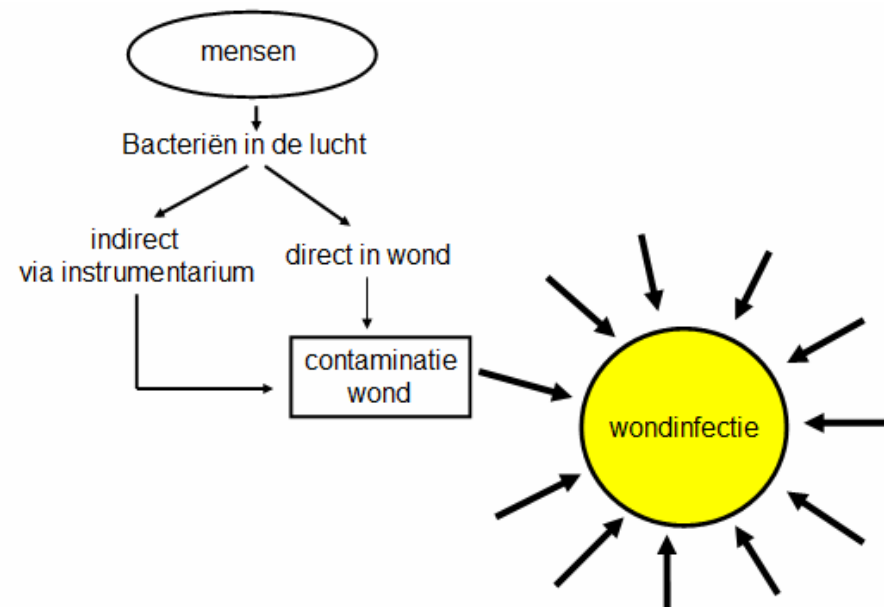 mensen
Bacteriën in de lucht
indirect
via instrumentarium
direct in wond
contaminatie
wond
wondinfectie